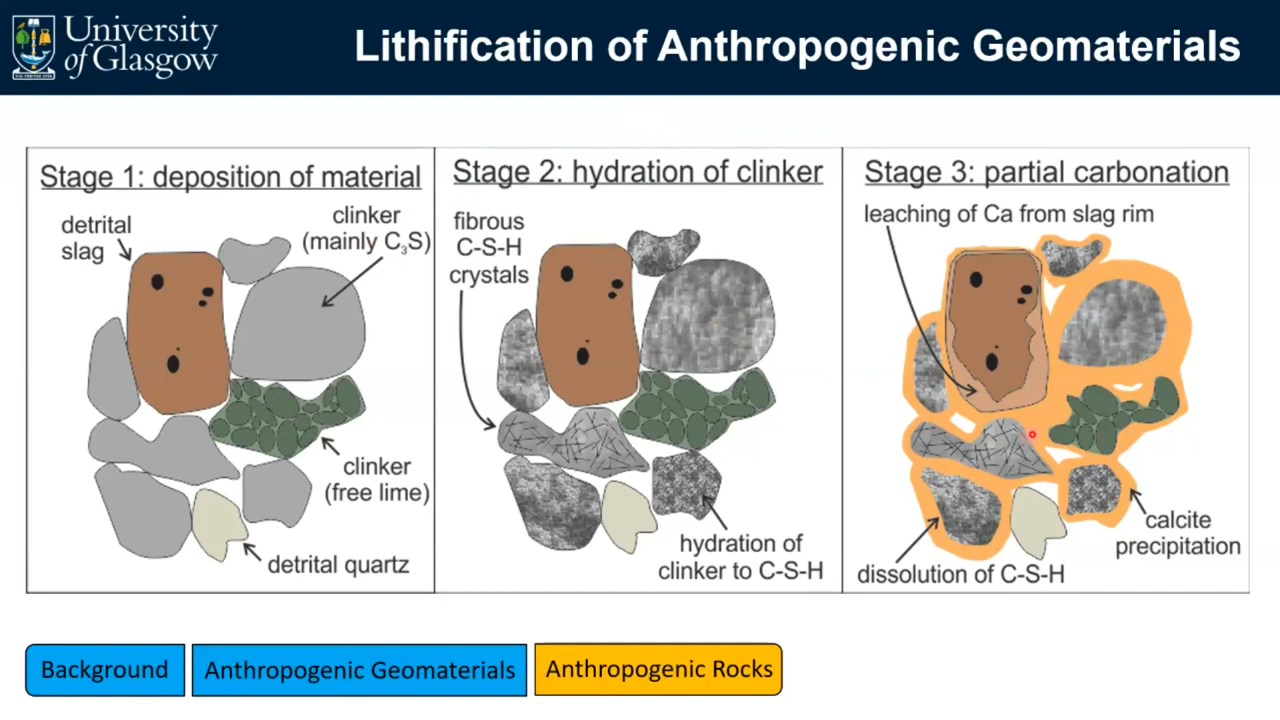 University
of Glasgow
Lithification of Anthropogenic Geomaterials
Stage 1: deposition of material
detrital
slag
clinker
(mainly C₃S)
clinker
(free lime)
detrital quartz
Stage 2: hydration of clinker
fibrous
C-S-H
crystals
hydration of
clinker to C-S-H
Stage 3: partial carbonation
leaching of Ca from slag rim
calcite
precipitation
dissolution of C-S-H
Background
Anthropogenic Geomaterials
Anthropogenic Rocks